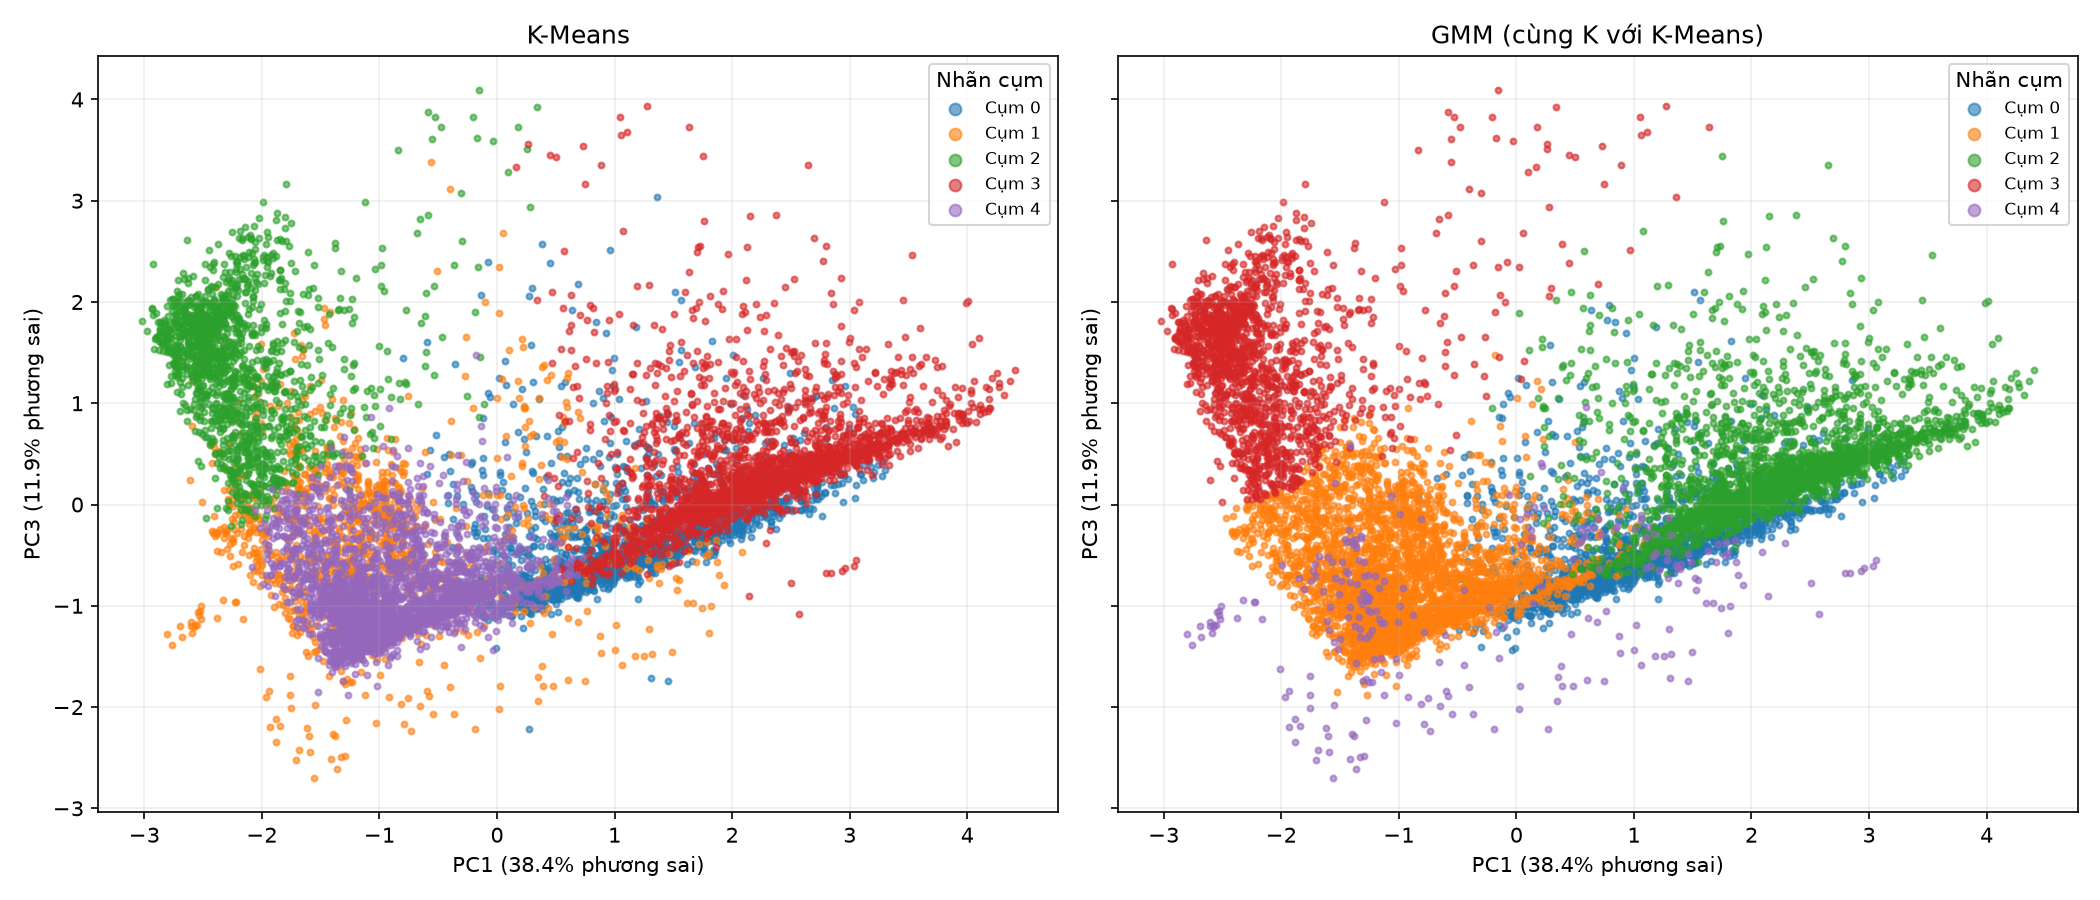 K-Means
Nhãn cụm
Cụm 0
Cụm 1
Cụm 2
Cụm 3
Cụm 4
4
3
2
1
0
−1
−2
−3
PC3 (11.9% phương sai)
−3 −2 −1 0 1 2 3 4
PC1 (38.4% phương sai)
GMM (cùng K với K-Means)
Nhãn cụm
Cụm 0
Cụm 1
Cụm 2
Cụm 3
Cụm 4
PC3 (11.9% phương sai)
−3 −2 −1 0 1 2 3 4
PC1 (38.4% phương sai)